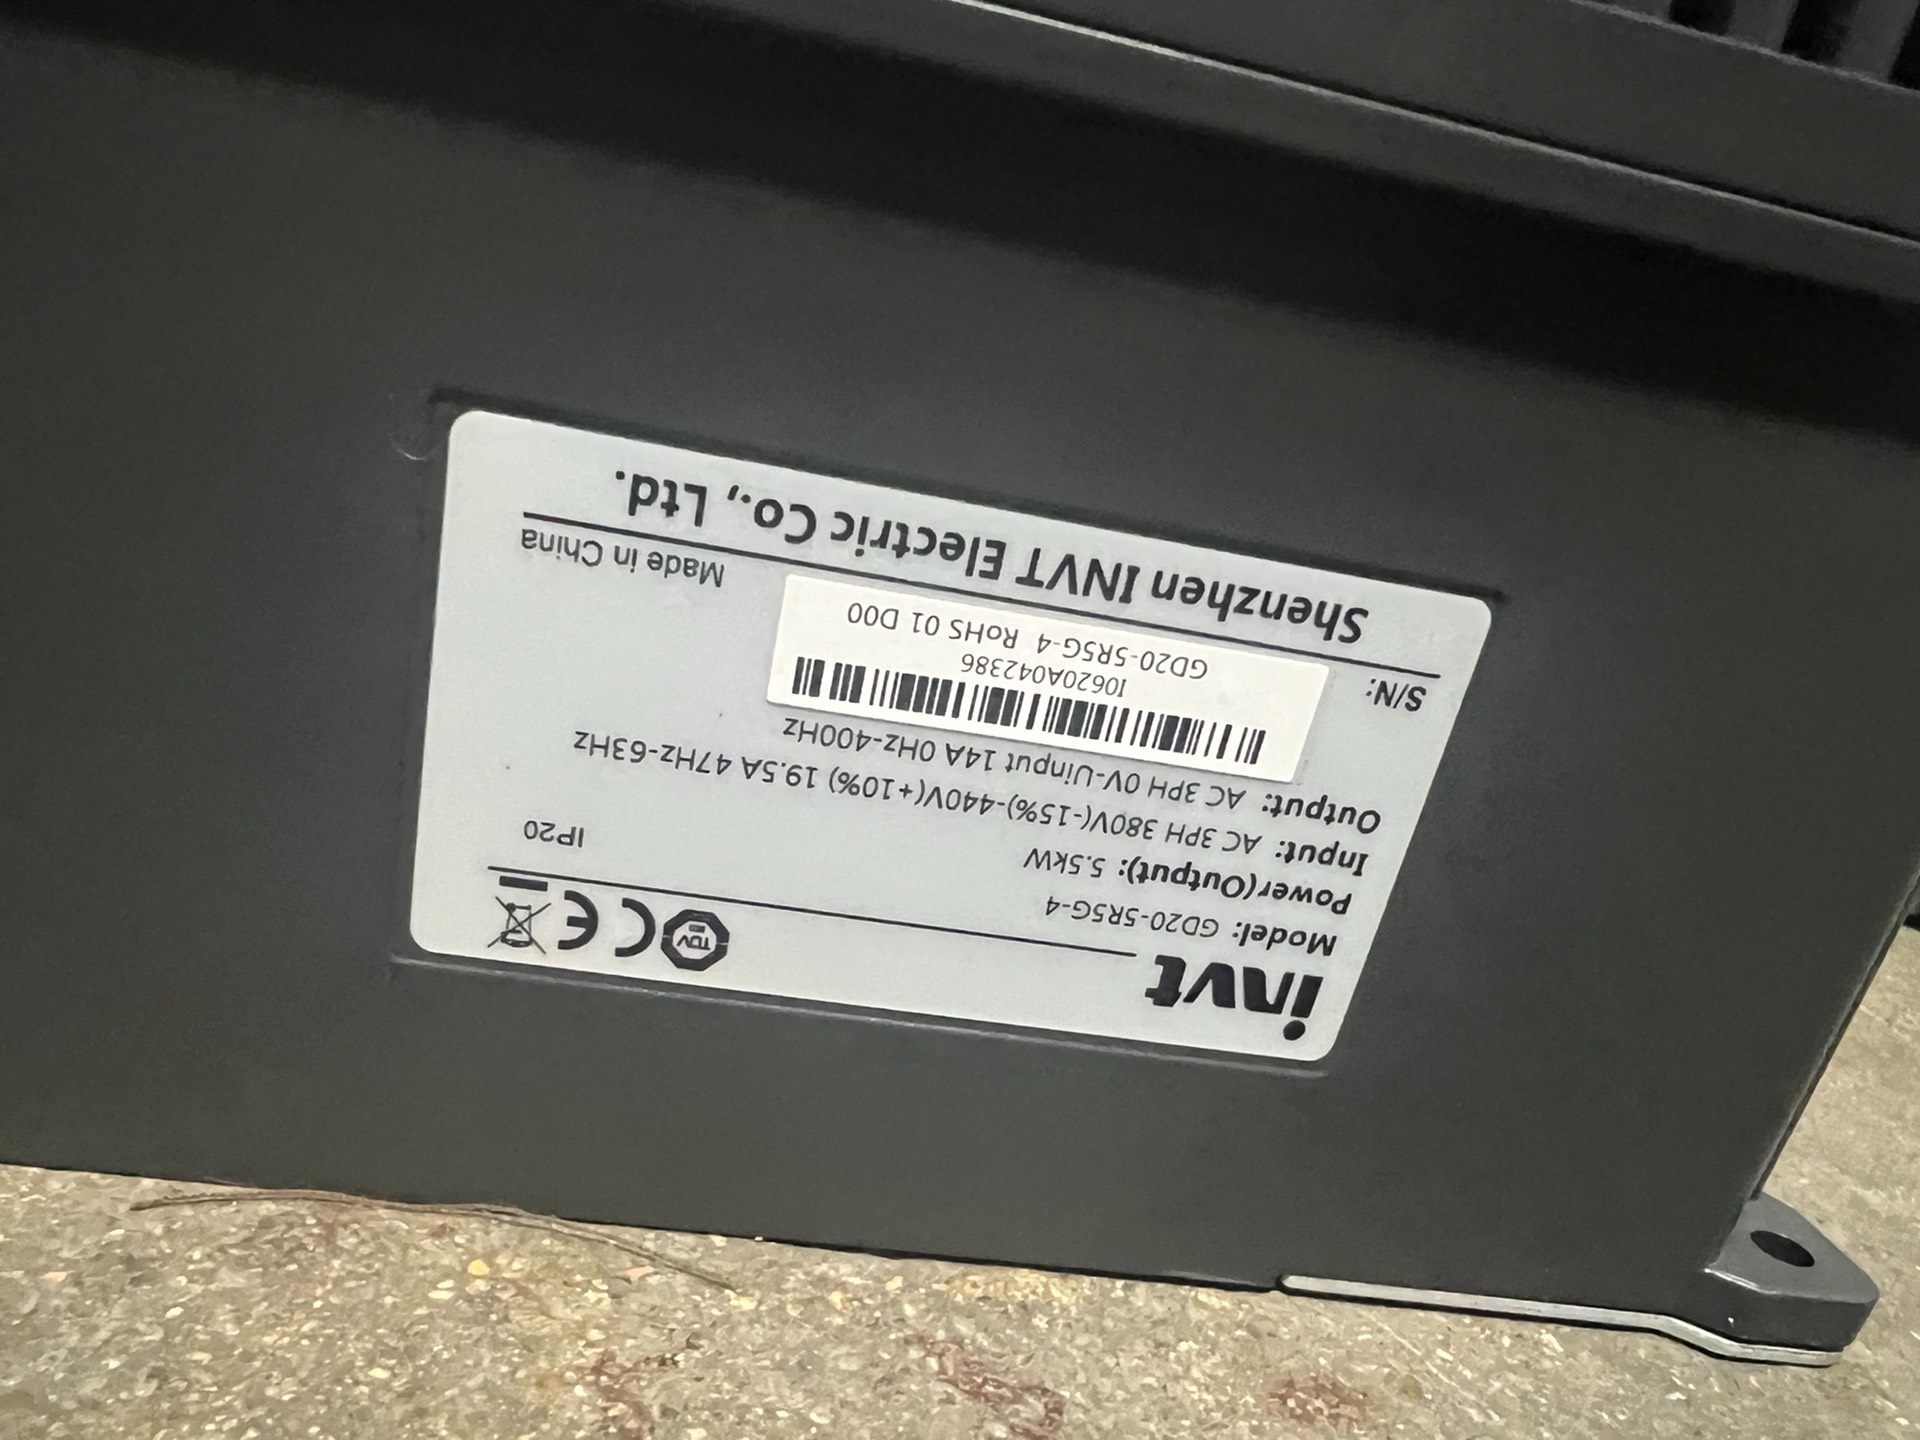 invt
TÜV
CE
Model: GD20-5R5G-4
IP20
Power(Output): 5.5kW
Input: AC 3PH 380V(-15%)-440V(+10%) 19.5A 47Hz-63Hz
Output: AC 3PH 0V-Uinput 14A 0Hz-400Hz
S/N:
I0620A042386
GD20-5R5G-4 RoHS 01 D00
Made in China
Shenzhen INVT Electric Co., Ltd.